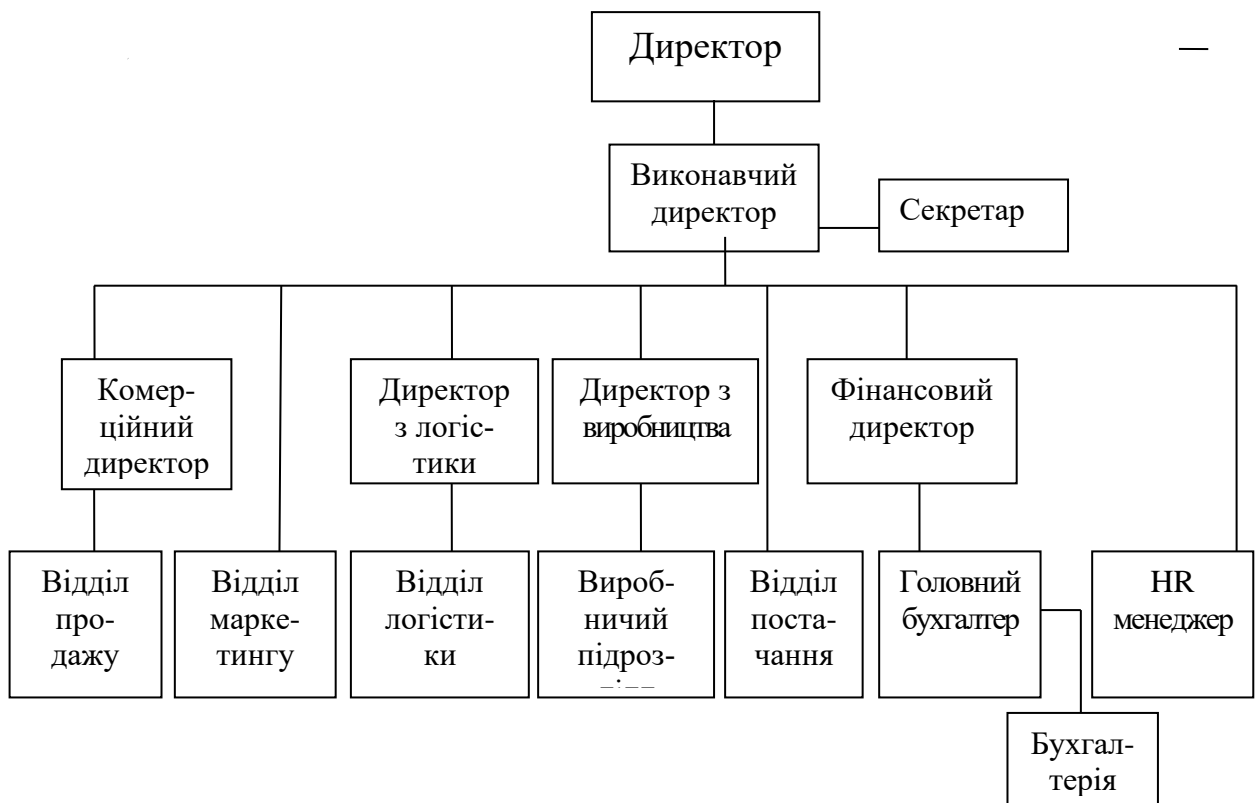 Директор
Виконавчий
директор
Секретар
Комер-
ційний
директор
Директор
з логіс-
тики
Директор з
виробництва
Фінансовий
директор
Відділ
про-
дажу
Відділ
марке-
тингу
Відділ
логісти-
ки
Вироб-
ничий
підроз-
Відділ
поста-
чання
Головний
бухгалтер
HR
менеджер
Бухгал-
терія